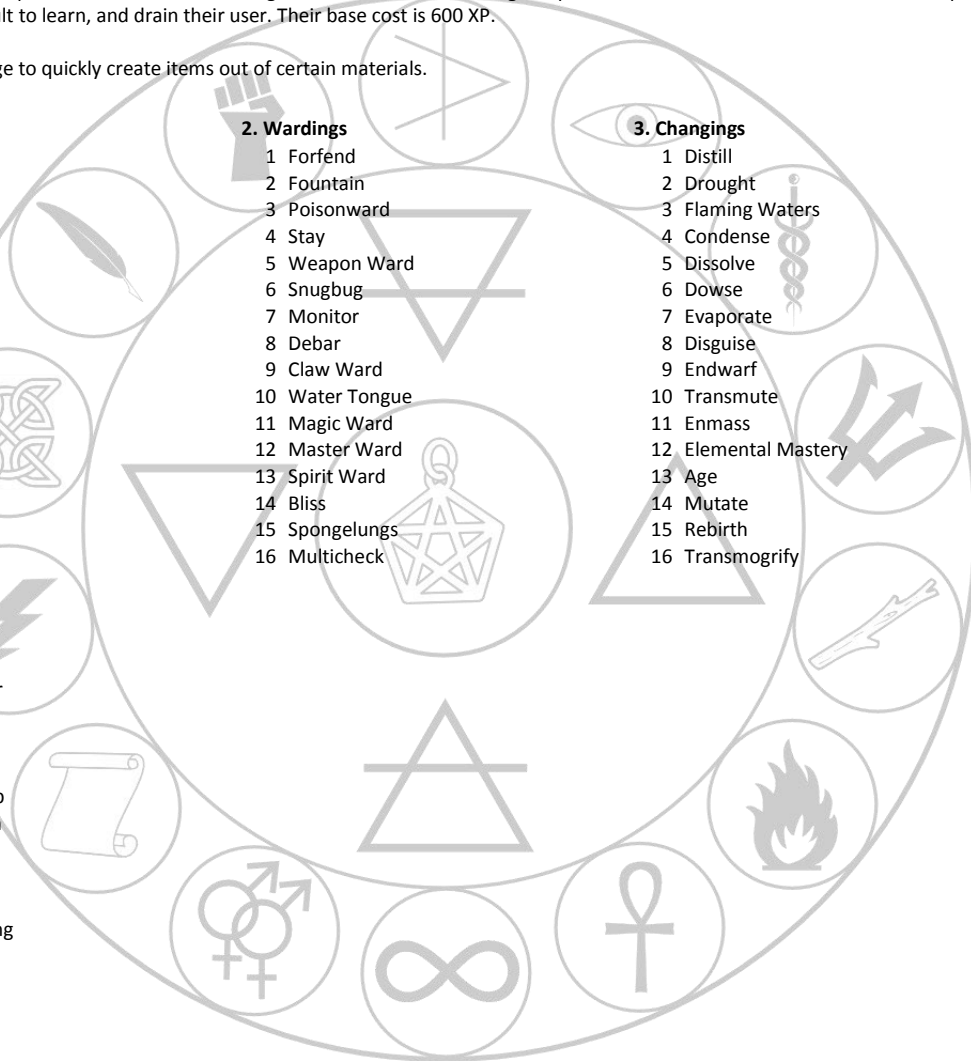 ult to learn, and drain their user. Their base cost is 600 XP.
ge to quickly create items out of certain materials.
2. Wardings
1 Forfend
2 Fountain
3 Poisonward
4 Stay
5 Weapon Ward
6 Snugbug
7 Monitor
8 Debar
9 Claw Ward
10 Water Tongue
11 Magic Ward
12 Master Ward
13 Spirit Ward
14 Bliss
15 Spongelungs
16 Multicheck
3. Changings
1 Distill
2 Drought
3 Flaming Waters
4 Condense
5 Dissolve
6 Dowse
7 Evaporate
8 Disguise
9 Endwarf
10 Transmute
11 Enmass
12 Elemental Mastery
13 Age
14 Mutate
15 Rebirth
16 Transmogrify